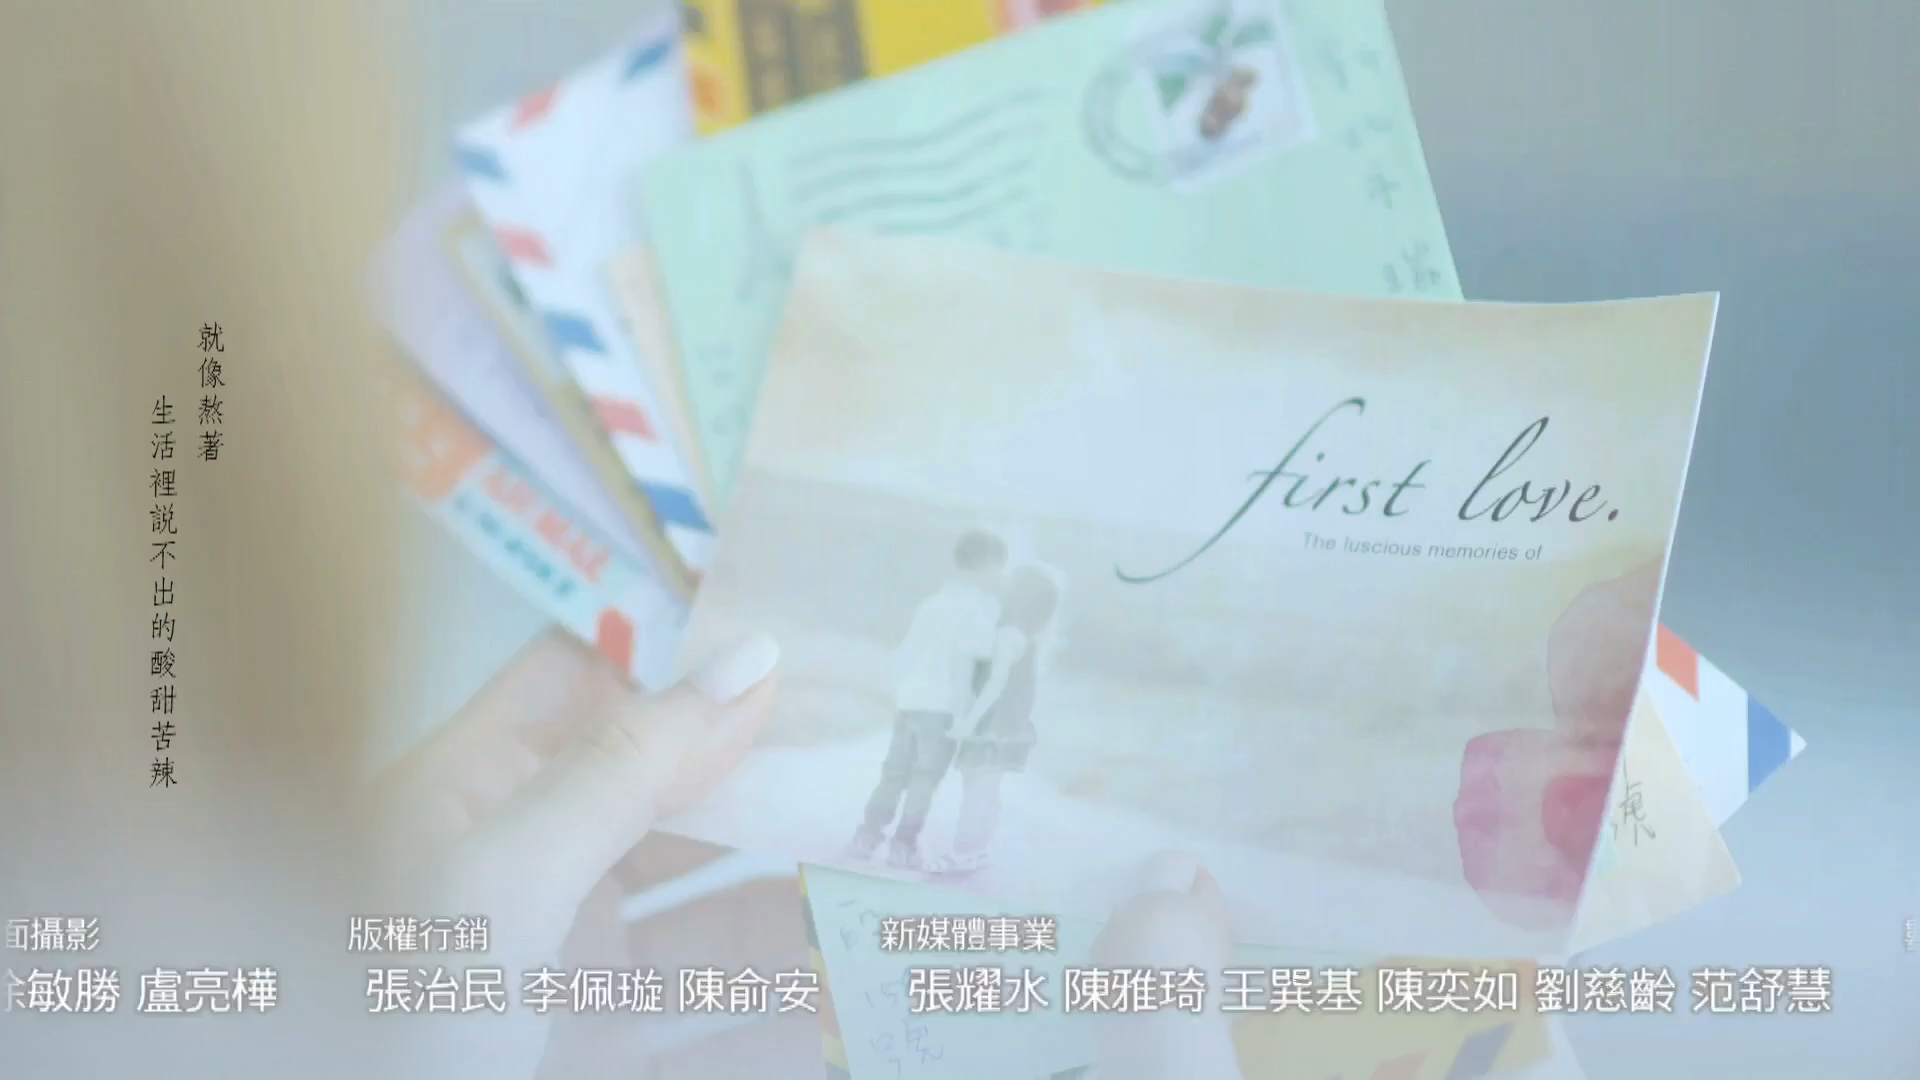 就像熬著
生活裡說不出的酸甜苦辣
first love.
The luscious memories of
面攝影
版權行銷
新媒體事業
徐敏勝 盧亮樺
張治民 李佩璇 陳俞安
張耀水 陳雅琦 王巽基 陳奕如 劉慈齡 范舒慧